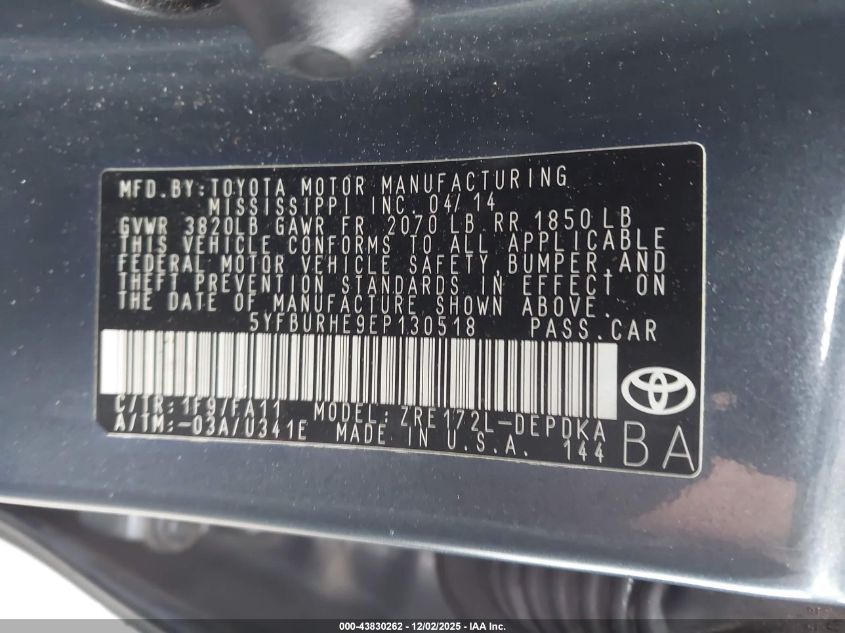 MFD.BY:TOYOTA MOTOR MANUFACTURING
MISSISSIPPI INC. 04/14
GVWR 3820LB GAWR FR 2070 LB RR 1850 LB
THIS VEHICLE CONFORMS TO ALL APPLICABLE
FEDERAL MOTOR VEHICLE SAFETY,BUMPER,AND
THEFT PREVENTION STANDARDS IN EFFECT ON
THE DATE OF MANUFACTURE SHOWN ABOVE.
5YFBURHE9EP130518 PASS.CAR
C/TR:1F9/FA11 MODEL:ZRE172L-DEPDKA
A/TM:-03A/U341E MADE IN U.S.A. 144
BA
000-43830262 - 12/02/2025 - IAA Inc.